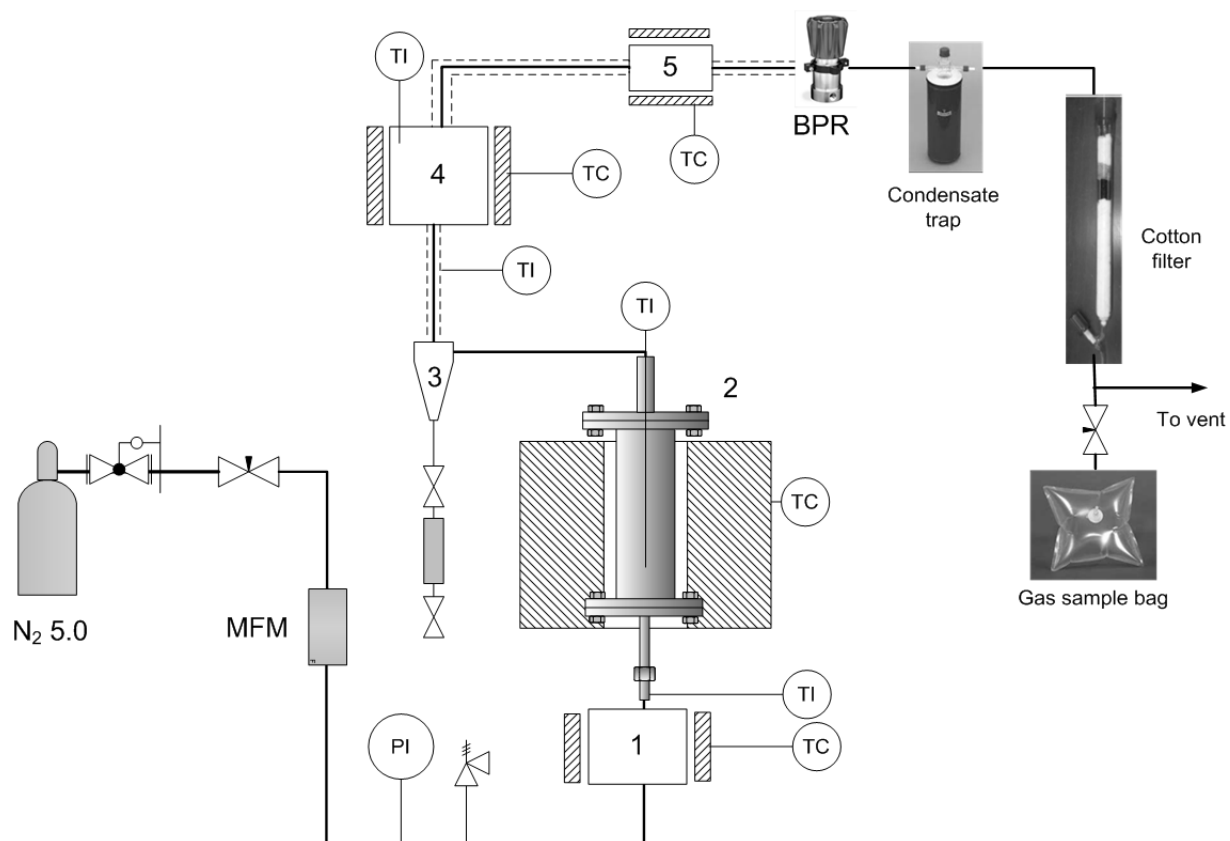 TI
5
BPR
TC
4
TC
Condensate
trap
Cotton
filter
TI
TI
3
2
To vent
TC
N₂ 5.0
MFM
Gas sample bag
TI
1
PI
TC